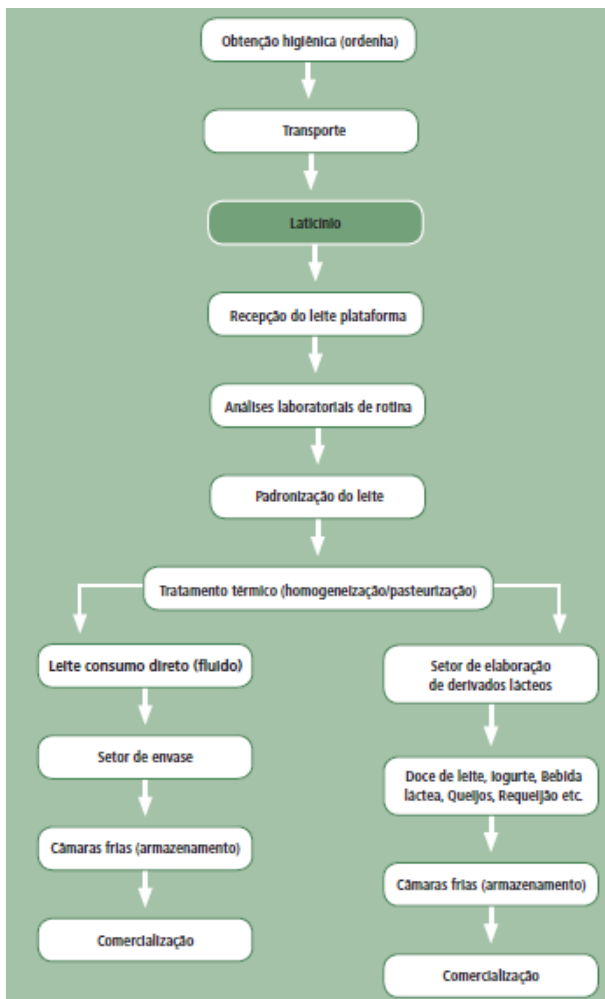 Obtenção higiênica (ordenha)
Transporte
Laticínio
Recepção do leite plataforma
Análises laboratoriais de rotina
Padronização do leite
Tratamento térmico (homogeneização/pasteurização)
Leite consumo direto (fluido)
Setor de envase
Câmaras frias (armazenamento)
Comercialização
Setor de elaboração
de derivados lácteos
Doce de leite, Iogurte, Bebida
láctea, Queijos, Requeijão etc.
Câmaras frias (armazenamento)
Comercialização